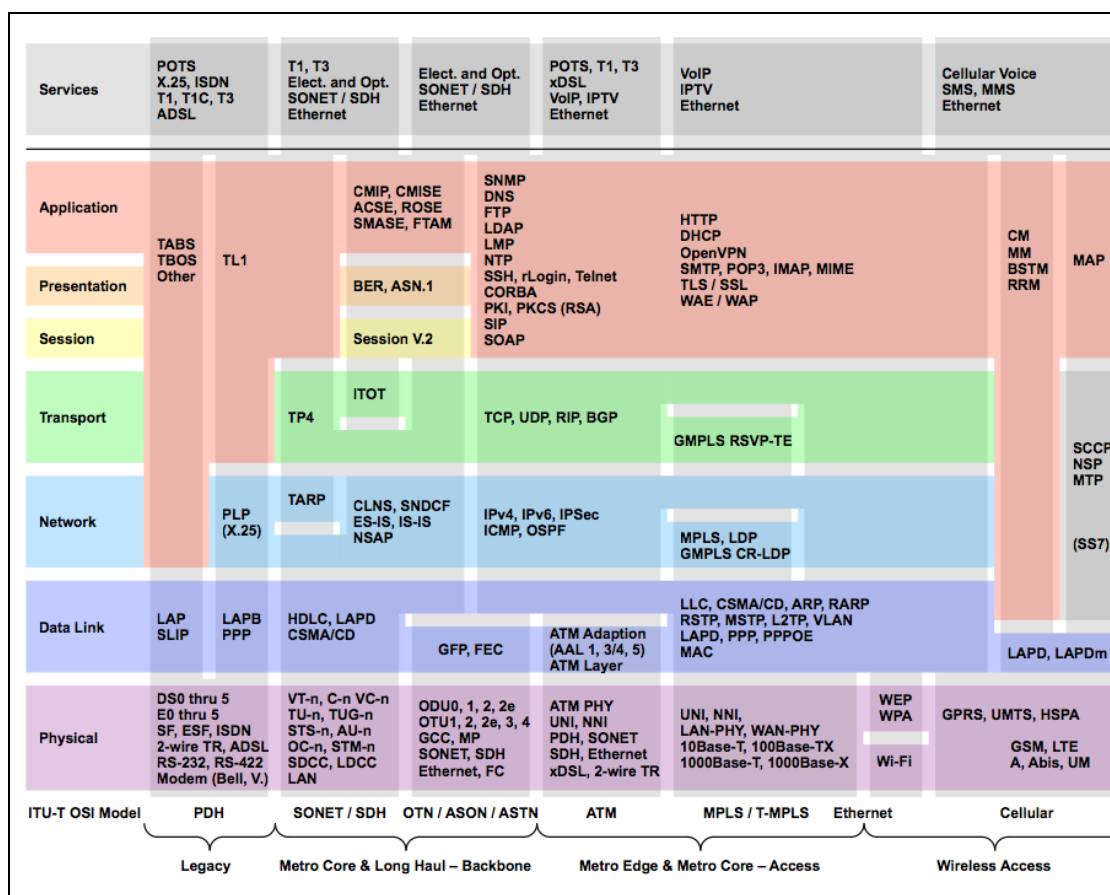 Services
POTS
X.25, ISDN
T1, T1C, T3
ADSL
T1, T3
Elect. and Opt.
SONET / SDH
Ethernet
Elect. and Opt.
SONET / SDH
Ethernet
POTS, T1, T3
xDSL
VoIP, IPTV
Ethernet
VoIP
IPTV
Ethernet
Cellular Voice
SMS, MMS
Ethernet
Application
Presentation
Session
TABS
TBOS
Other
TL1
CMIP, CMISE
ACSE, ROSE
SMASE, FTAM
BER, ASN.1
Session V.2
SNMP
DNS
FTP
LDAP
LMP
NTP
SSH, rLogin, Telnet
CORBA
PKI, PKCS (RSA)
SIP
SOAP
HTTP
DHCP
OpenVPN
SMTP, POP3, IMAP, MIME
TLS / SSL
WAE / WAP
CM
MM
BSTM
RRM
MAP
Transport
TP4
ITOT
TCP, UDP, RIP, BGP
GMPLS RSVP-TE
SCCP
NSP
MTP
(SS7)
Network
PLP
(X.25)
TARP
CLNS, SNDCF
ES-IS, IS-IS
NSAP
IPv4, IPv6, IPSec
ICMP, OSPF
MPLS, LDP
GMPLS CR-LDP
Data Link
LAP
SLIP
LAPB
PPP
HDLC, LAPD
CSMA/CD
GFP, FEC
ATM Adaption
(AAL 1, 3/4, 5)
ATM Layer
LLC, CSMA/CD, ARP, RARP
RSTP, MSTP, L2TP, VLAN
LAPD, PPP, PPPOE
MAC
LAPD, LAPDm
Physical
DS0 thru 5
E0 thru 5
SF, ESF, ISDN
2-wire TR, ADSL
RS-232, RS-422
Modem (Bell, V.)
VT-n, C-n VC-n
TU-n, TUG-n
STS-n, AU-n
OC-n, STM-n
SDCC, LDCC
LAN
ODU0, 1, 2, 2e
OTU1, 2, 2e, 3, 4
GCC, MP
SONET, SDH
Ethernet, FC
ATM PHY
UNI, NNI
PDH, SONET
SDH, Ethernet
xDSL, 2-wire TR
UNI, NNI,
LAN-PHY, WAN-PHY
10Base-T, 100Base-TX
1000Base-T, 1000Base-X
WEP
WPA
Wi-Fi
GPRS, UMTS, HSPA
GSM, LTE
A, Abis, UM
ITU-T OSI Model
PDH
SONET / SDH
OTN / ASON / ASTN
ATM
MPLS / T-MPLS
Ethernet
Cellular
Legacy
Metro Core & Long Haul – Backbone
Metro Edge & Metro Core – Access
Wireless Access